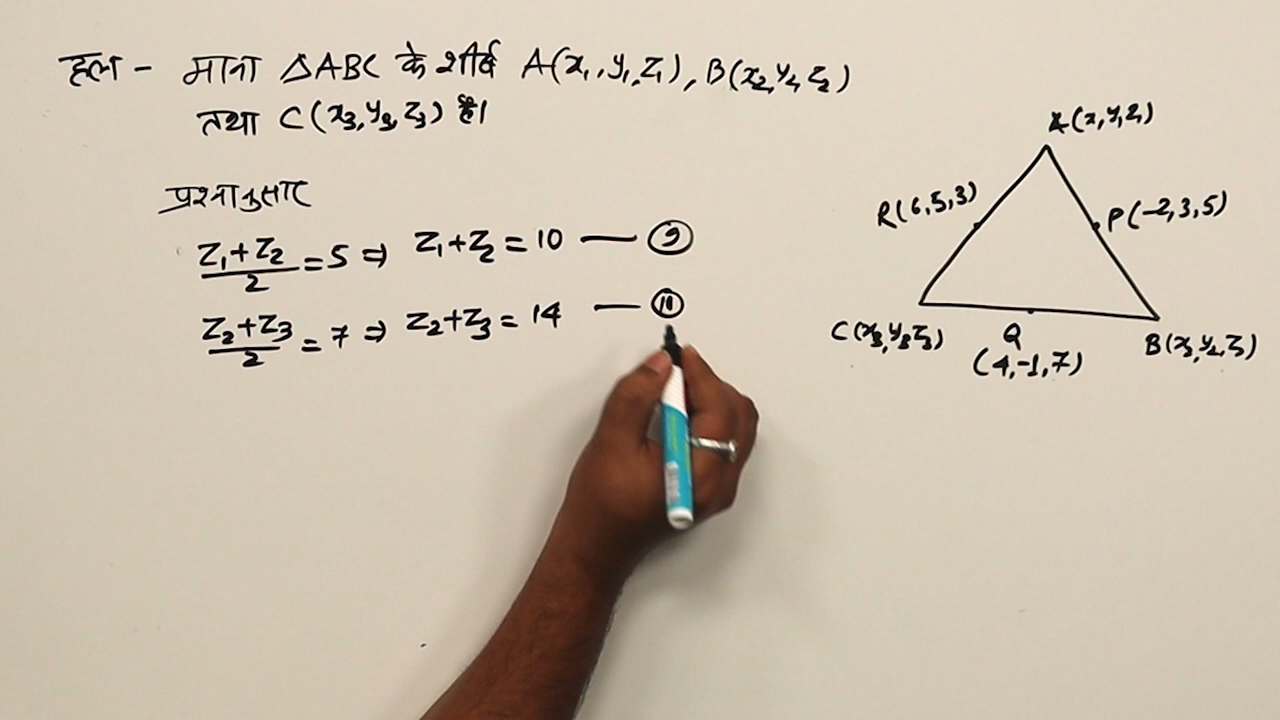 हल - माना △ABC के शीर्ष A(x₁,y₁,z₁), B(x₂,y₂,z₂)
तथा C(x₃,y₃,z₃) है।
प्रश्नानुसार
(z₁+z₂)/2 = 5 ⇒ z₁+z₂ = 10 — ⑨
(z₂+z₃)/2 = 7 ⇒ z₂+z₃ = 14 — ⑩
R(6,5,3)
P(-2,3,5)
C(x₃,y₃,z₃)
Q
(4,-1,7)